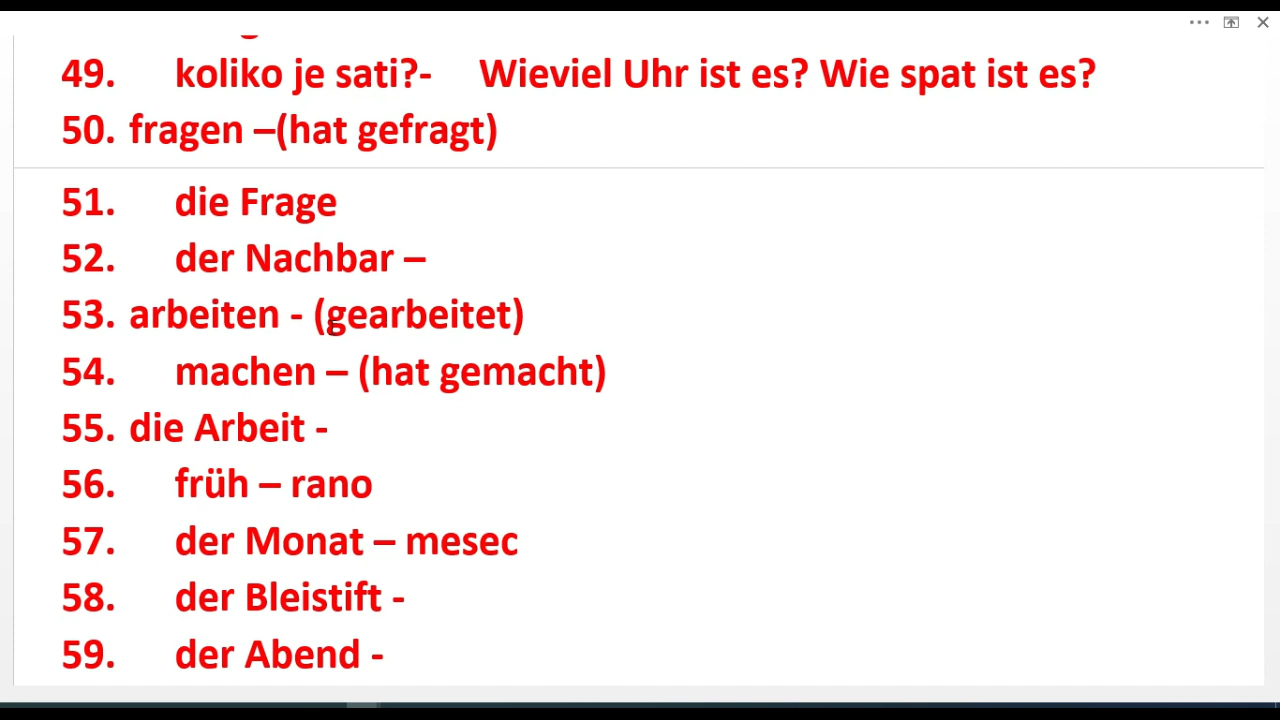 49. koliko je sati?- Wieviel Uhr ist es? Wie spat ist es?
50. fragen –(hat gefragt)
51. die Frage
52. der Nachbar –
53. arbeiten - (gearbeitet)
54. machen – (hat gemacht)
55. die Arbeit -
56. früh – rano
57. der Monat – mesec
58. der Bleistift -
59. der Abend -